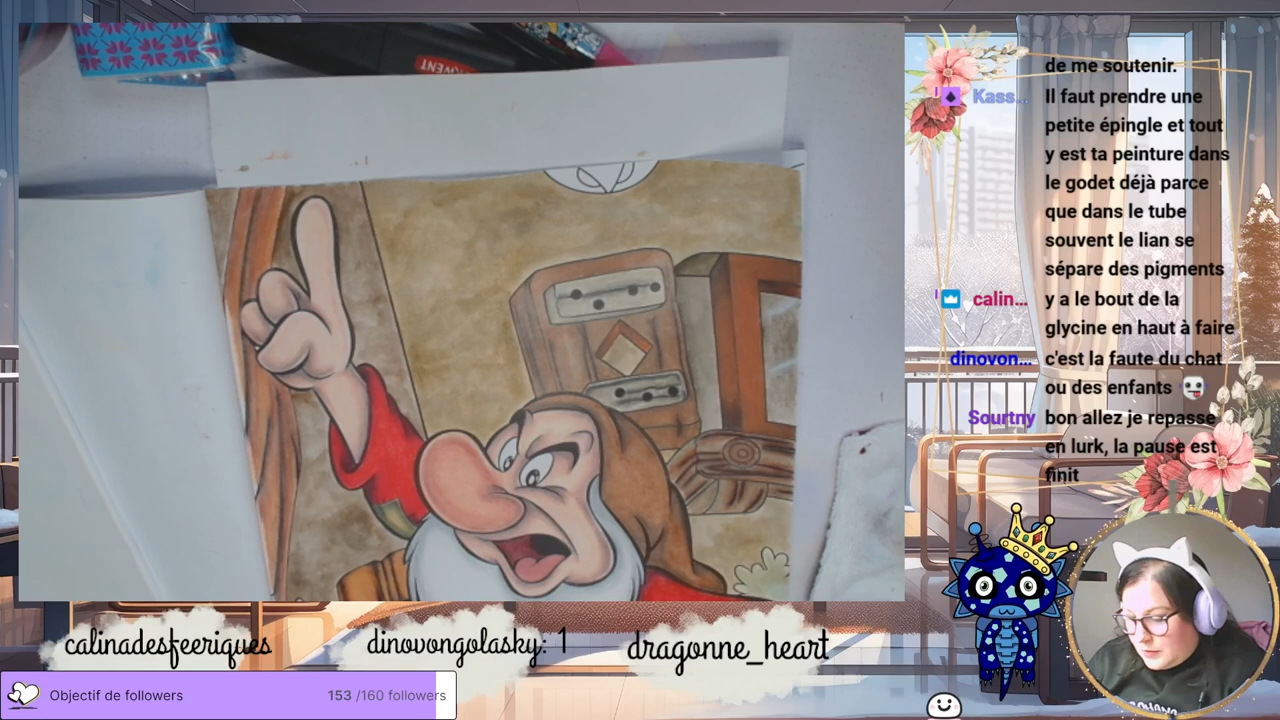 de me soutenir.
Kass... Il faut prendre une
petite épingle et tout
y est ta peinture dans
le godet déjà parce
que dans le tube
souvent le lian se
sépare des pigments
calin... y a le bout de la
glycine en haut à faire
dinovon... c'est la faute du chat
ou des enfants
Sourtny bon allez je repasse
en lurk, la pause est
finit
calinadesfeeriques
dinovongolasky: 1
dragonne_heart
Objectif de followers 153 /160 followers